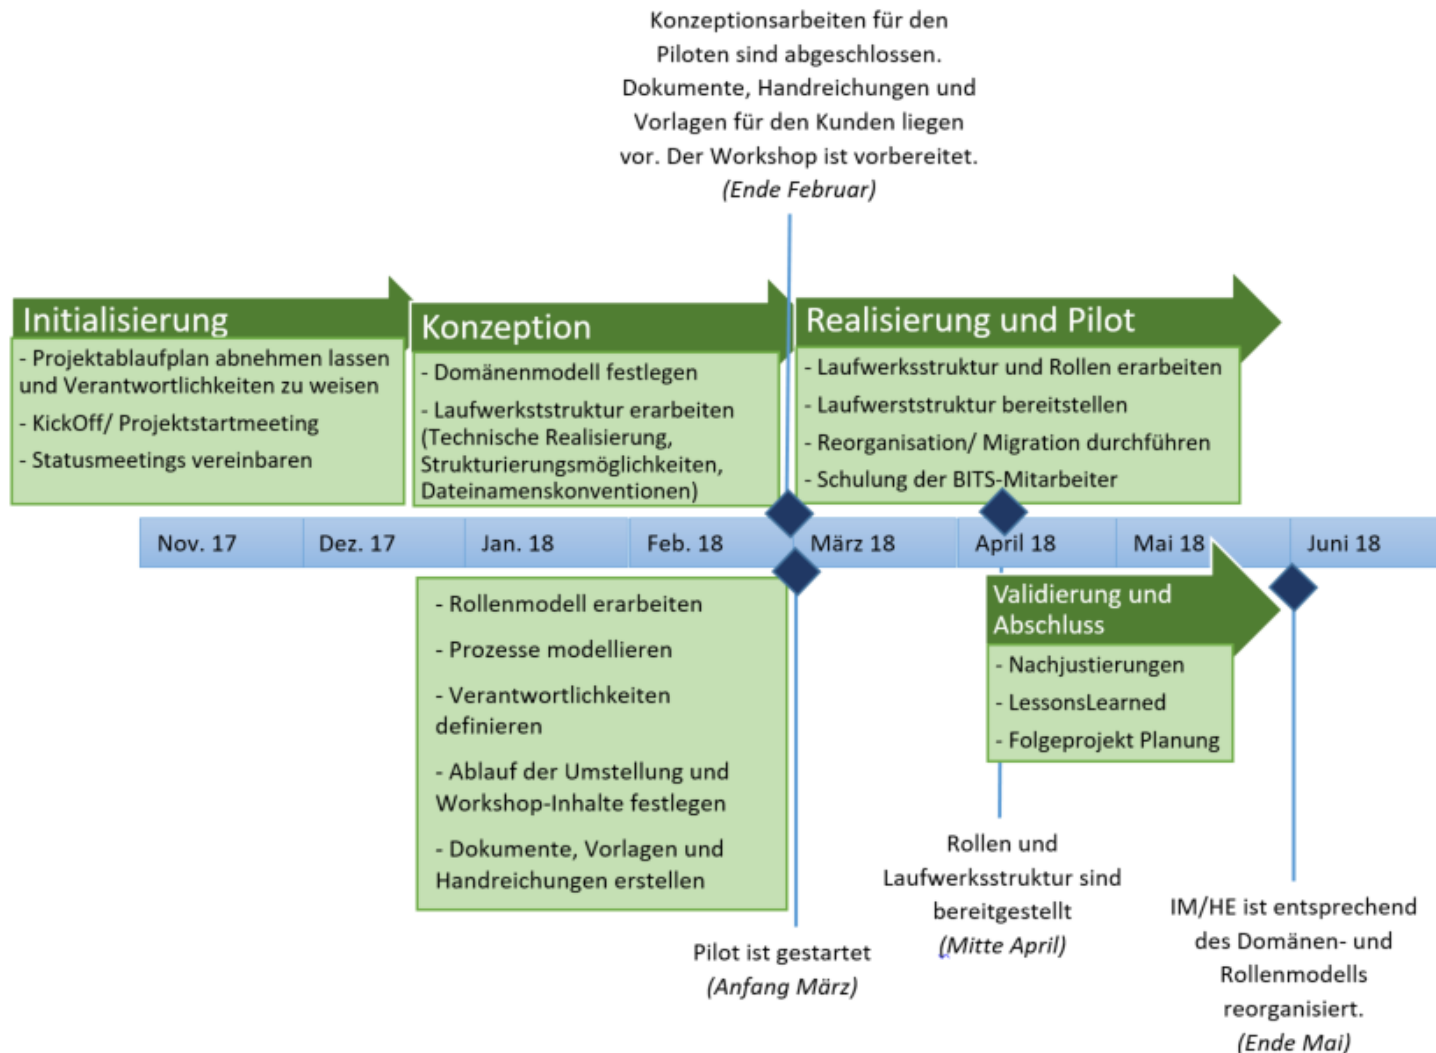 Konzeptionsarbeiten für den
Piloten sind abgeschlossen.
Dokumente, Handreichungen und
Vorlagen für den Kunden liegen
vor. Der Workshop ist vorbereitet.
(Ende Februar)
Initialisierung
- Projektablaufplan abnehmen lassen
und Verantwortlichkeiten zu weisen
- KickOff/ Projektstartmeeting
- Statusmeetings vereinbaren
Konzeption
- Domänenmodell festlegen
- Laufwerkststruktur erarbeiten
(Technische Realisierung,
Strukturierungsmöglichkeiten,
Dateinamenskonventionen)
Realisierung und Pilot
- Laufwerksstruktur und Rollen erarbeiten
- Laufwerststruktur bereitstellen
- Reorganisation/ Migration durchführen
- Schulung der BITS-Mitarbeiter
Nov. 17
Dez. 17
Jan. 18
Feb. 18
März 18
April 18
Mai 18
Juni 18
- Rollenmodell erarbeiten
- Prozesse modellieren
- Verantwortlichkeiten
definieren
- Ablauf der Umstellung und
Workshop-Inhalte festlegen
- Dokumente, Vorlagen und
Handreichungen erstellen
Validierung und
Abschluss
- Nachjustierungen
- LessonsLearned
- Folgeprojekt Planung
Pilot ist gestartet
(Anfang März)
Rollen und
Laufwerksstruktur sind
bereitgestellt
(Mitte April)
IM/HE ist entsprechend
des Domänen- und
Rollenmodells
reorganisiert.
(Ende Mai)